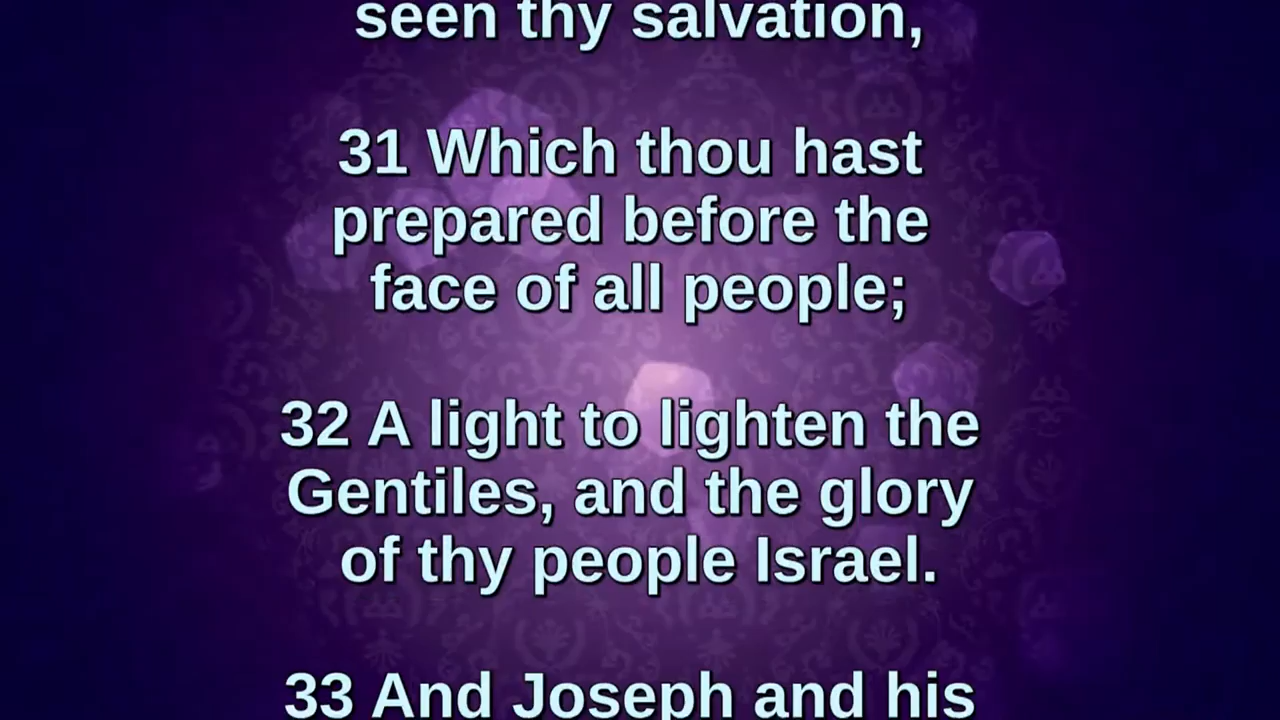 seen thy salvation,
31 Which thou hast
prepared before the
face of all people;
32 A light to lighten the
Gentiles, and the glory
of thy people Israel.
33 And Joseph and his